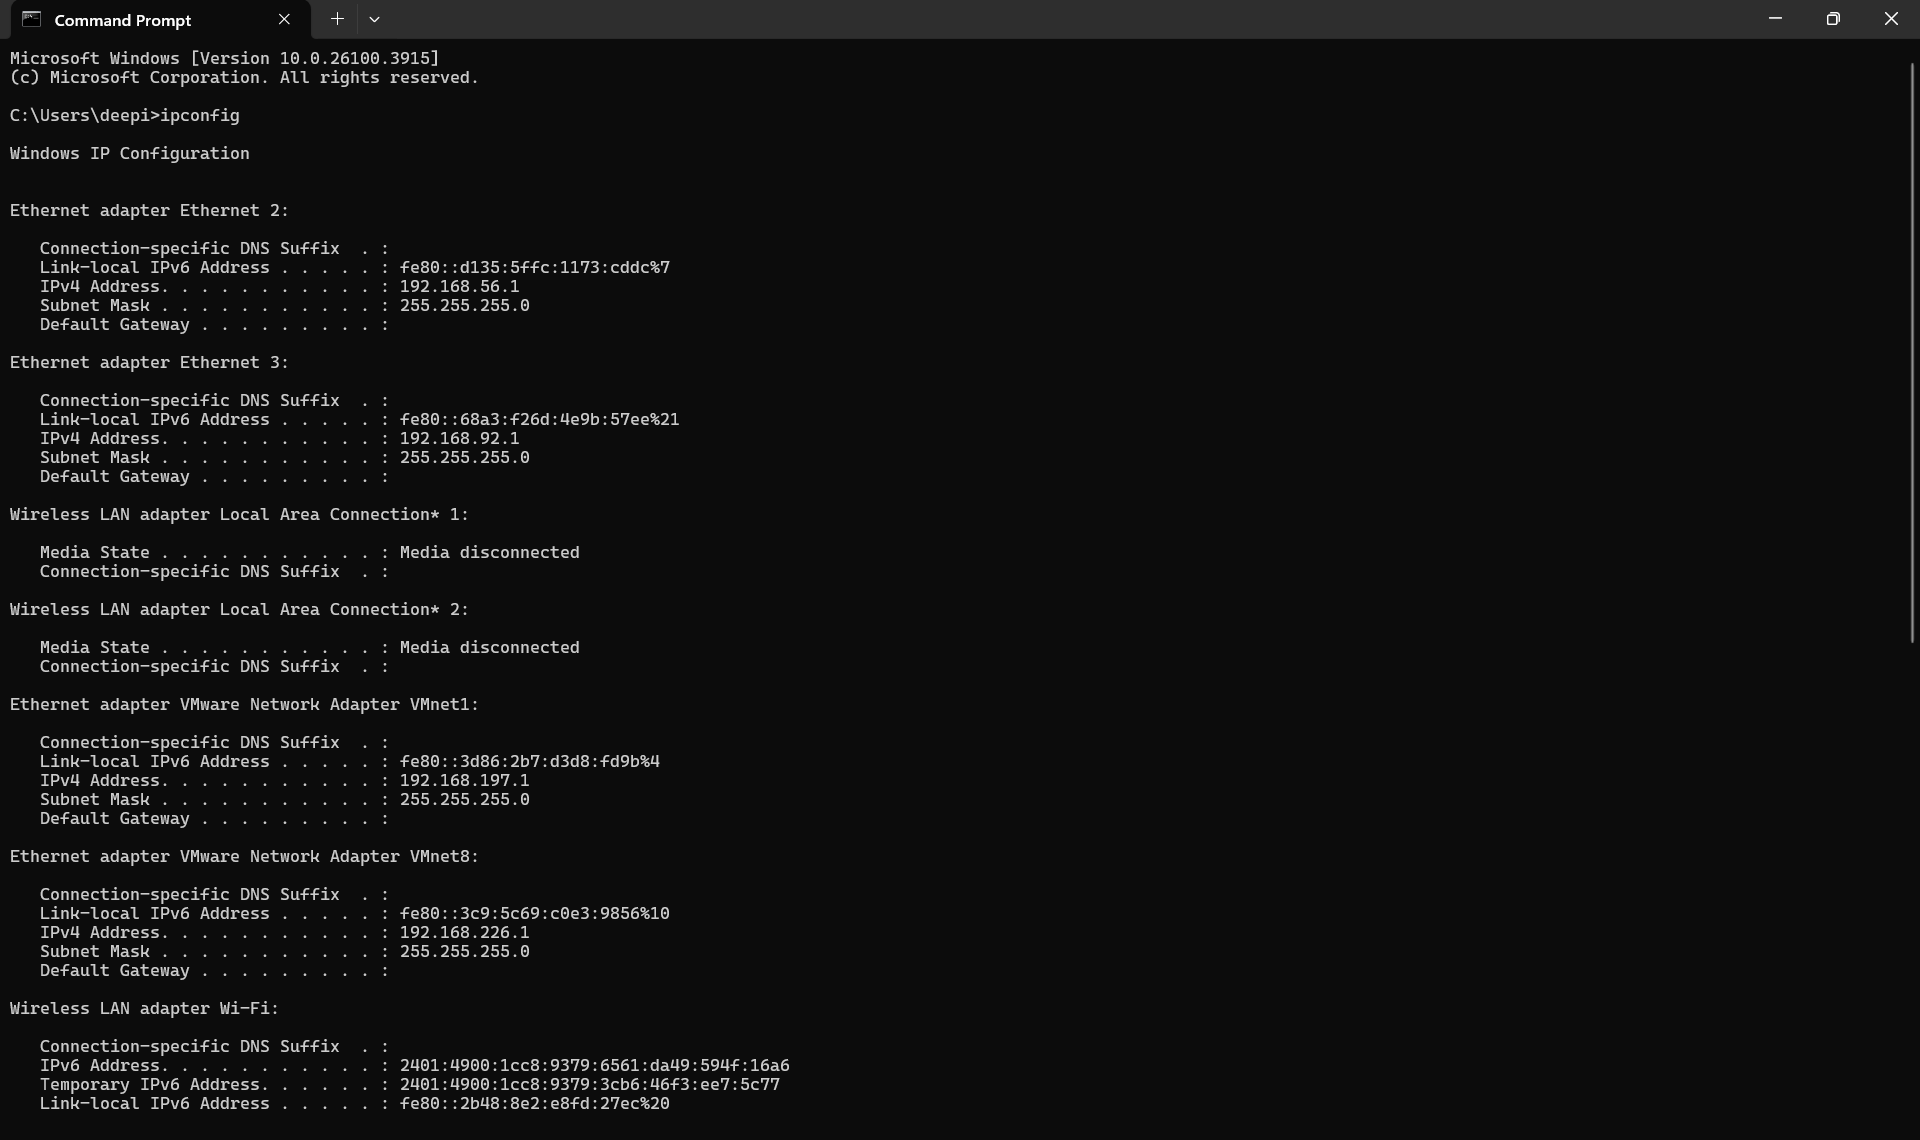 Command Prompt
Microsoft Windows [Version 10.0.26100.3915]
(c) Microsoft Corporation. All rights reserved.
C:\Users\deepi>ipconfig
Windows IP Configuration
Ethernet adapter Ethernet 2:
   Connection-specific DNS Suffix  . :
   Link-local IPv6 Address . . . . . : fe80::d135:5ffc:1173:cddc%7
   IPv4 Address. . . . . . . . . . . : 192.168.56.1
   Subnet Mask . . . . . . . . . . . : 255.255.255.0
   Default Gateway . . . . . . . . . :
Ethernet adapter Ethernet 3:
   Connection-specific DNS Suffix  . :
   Link-local IPv6 Address . . . . . : fe80::68a3:f26d:4e9b:57ee%21
   IPv4 Address. . . . . . . . . . . : 192.168.92.1
   Subnet Mask . . . . . . . . . . . : 255.255.255.0
   Default Gateway . . . . . . . . . :
Wireless LAN adapter Local Area Connection* 1:
   Media State . . . . . . . . . . . : Media disconnected
   Connection-specific DNS Suffix  . :
Wireless LAN adapter Local Area Connection* 2:
   Media State . . . . . . . . . . . : Media disconnected
   Connection-specific DNS Suffix  . :
Ethernet adapter VMware Network Adapter VMnet1:
   Connection-specific DNS Suffix  . :
   Link-local IPv6 Address . . . . . : fe80::3d86:2b7:d3d8:fd9b%4
   IPv4 Address. . . . . . . . . . . : 192.168.197.1
   Subnet Mask . . . . . . . . . . . : 255.255.255.0
   Default Gateway . . . . . . . . . :
Ethernet adapter VMware Network Adapter VMnet8:
   Connection-specific DNS Suffix  . :
   Link-local IPv6 Address . . . . . : fe80::3c9:5c69:c0e3:9856%10
   IPv4 Address. . . . . . . . . . . : 192.168.226.1
   Subnet Mask . . . . . . . . . . . : 255.255.255.0
   Default Gateway . . . . . . . . . :
Wireless LAN adapter Wi-Fi:
   Connection-specific DNS Suffix  . :
   IPv6 Address. . . . . . . . . . . : 2401:4900:1cc8:9379:6561:da49:594f:16a6
   Temporary IPv6 Address. . . . . . : 2401:4900:1cc8:9379:3cb6:46f3:ee7:5c77
   Link-local IPv6 Address . . . . . : fe80::2b48:8e2:e8fd:27ec%20